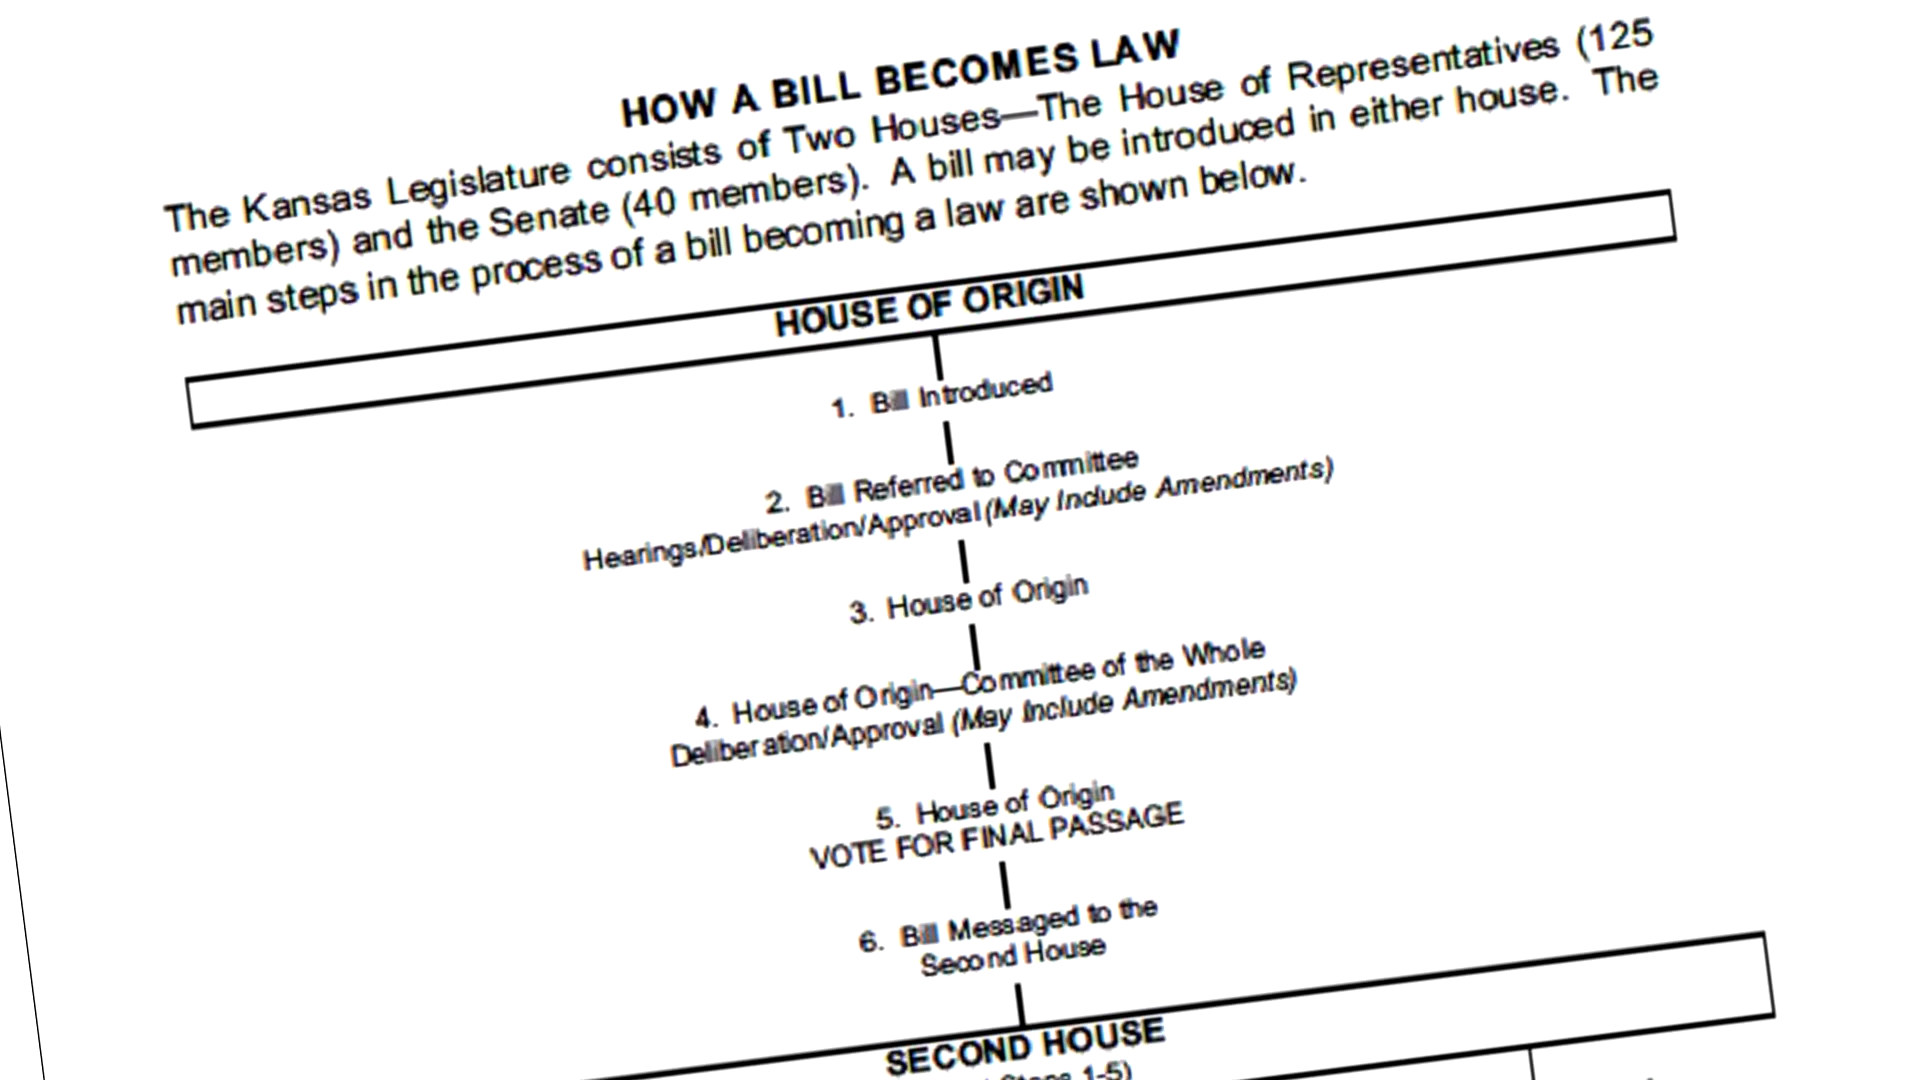 HOW A BILL BECOMES LAW
The Kansas Legislature consists of Two Houses—The House of Representatives (125
members) and the Senate (40 members). A bill may be introduced in either house. The
main steps in the process of a bill becoming a law are shown below.
HOUSE OF ORIGIN
1. Bill Introduced
2. Bill Referred to Committee
Hearings/Deliberation/Approval (May Include Amendments)
3. House of Origin
4. House of Origin—Committee of the Whole
Deliberation/Approval (May Include Amendments)
5. House of Origin
VOTE FOR FINAL PASSAGE
6. Bill Messaged to the
Second House
SECOND HOUSE
1-5)